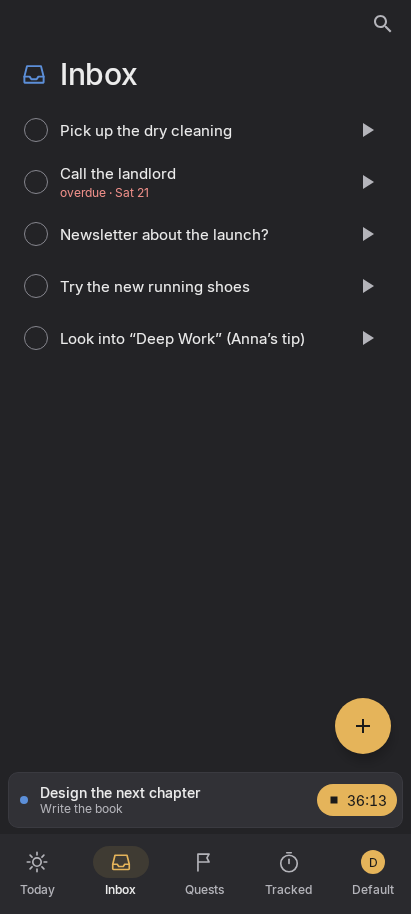 Inbox
Pick up the dry cleaning
Call the landlord
overdue · Sat 21
Newsletter about the launch?
Try the new running shoes
Look into “Deep Work” (Anna’s tip)
Design the next chapter
Write the book
36:13
D
Today
Inbox
Quests
Tracked
Default